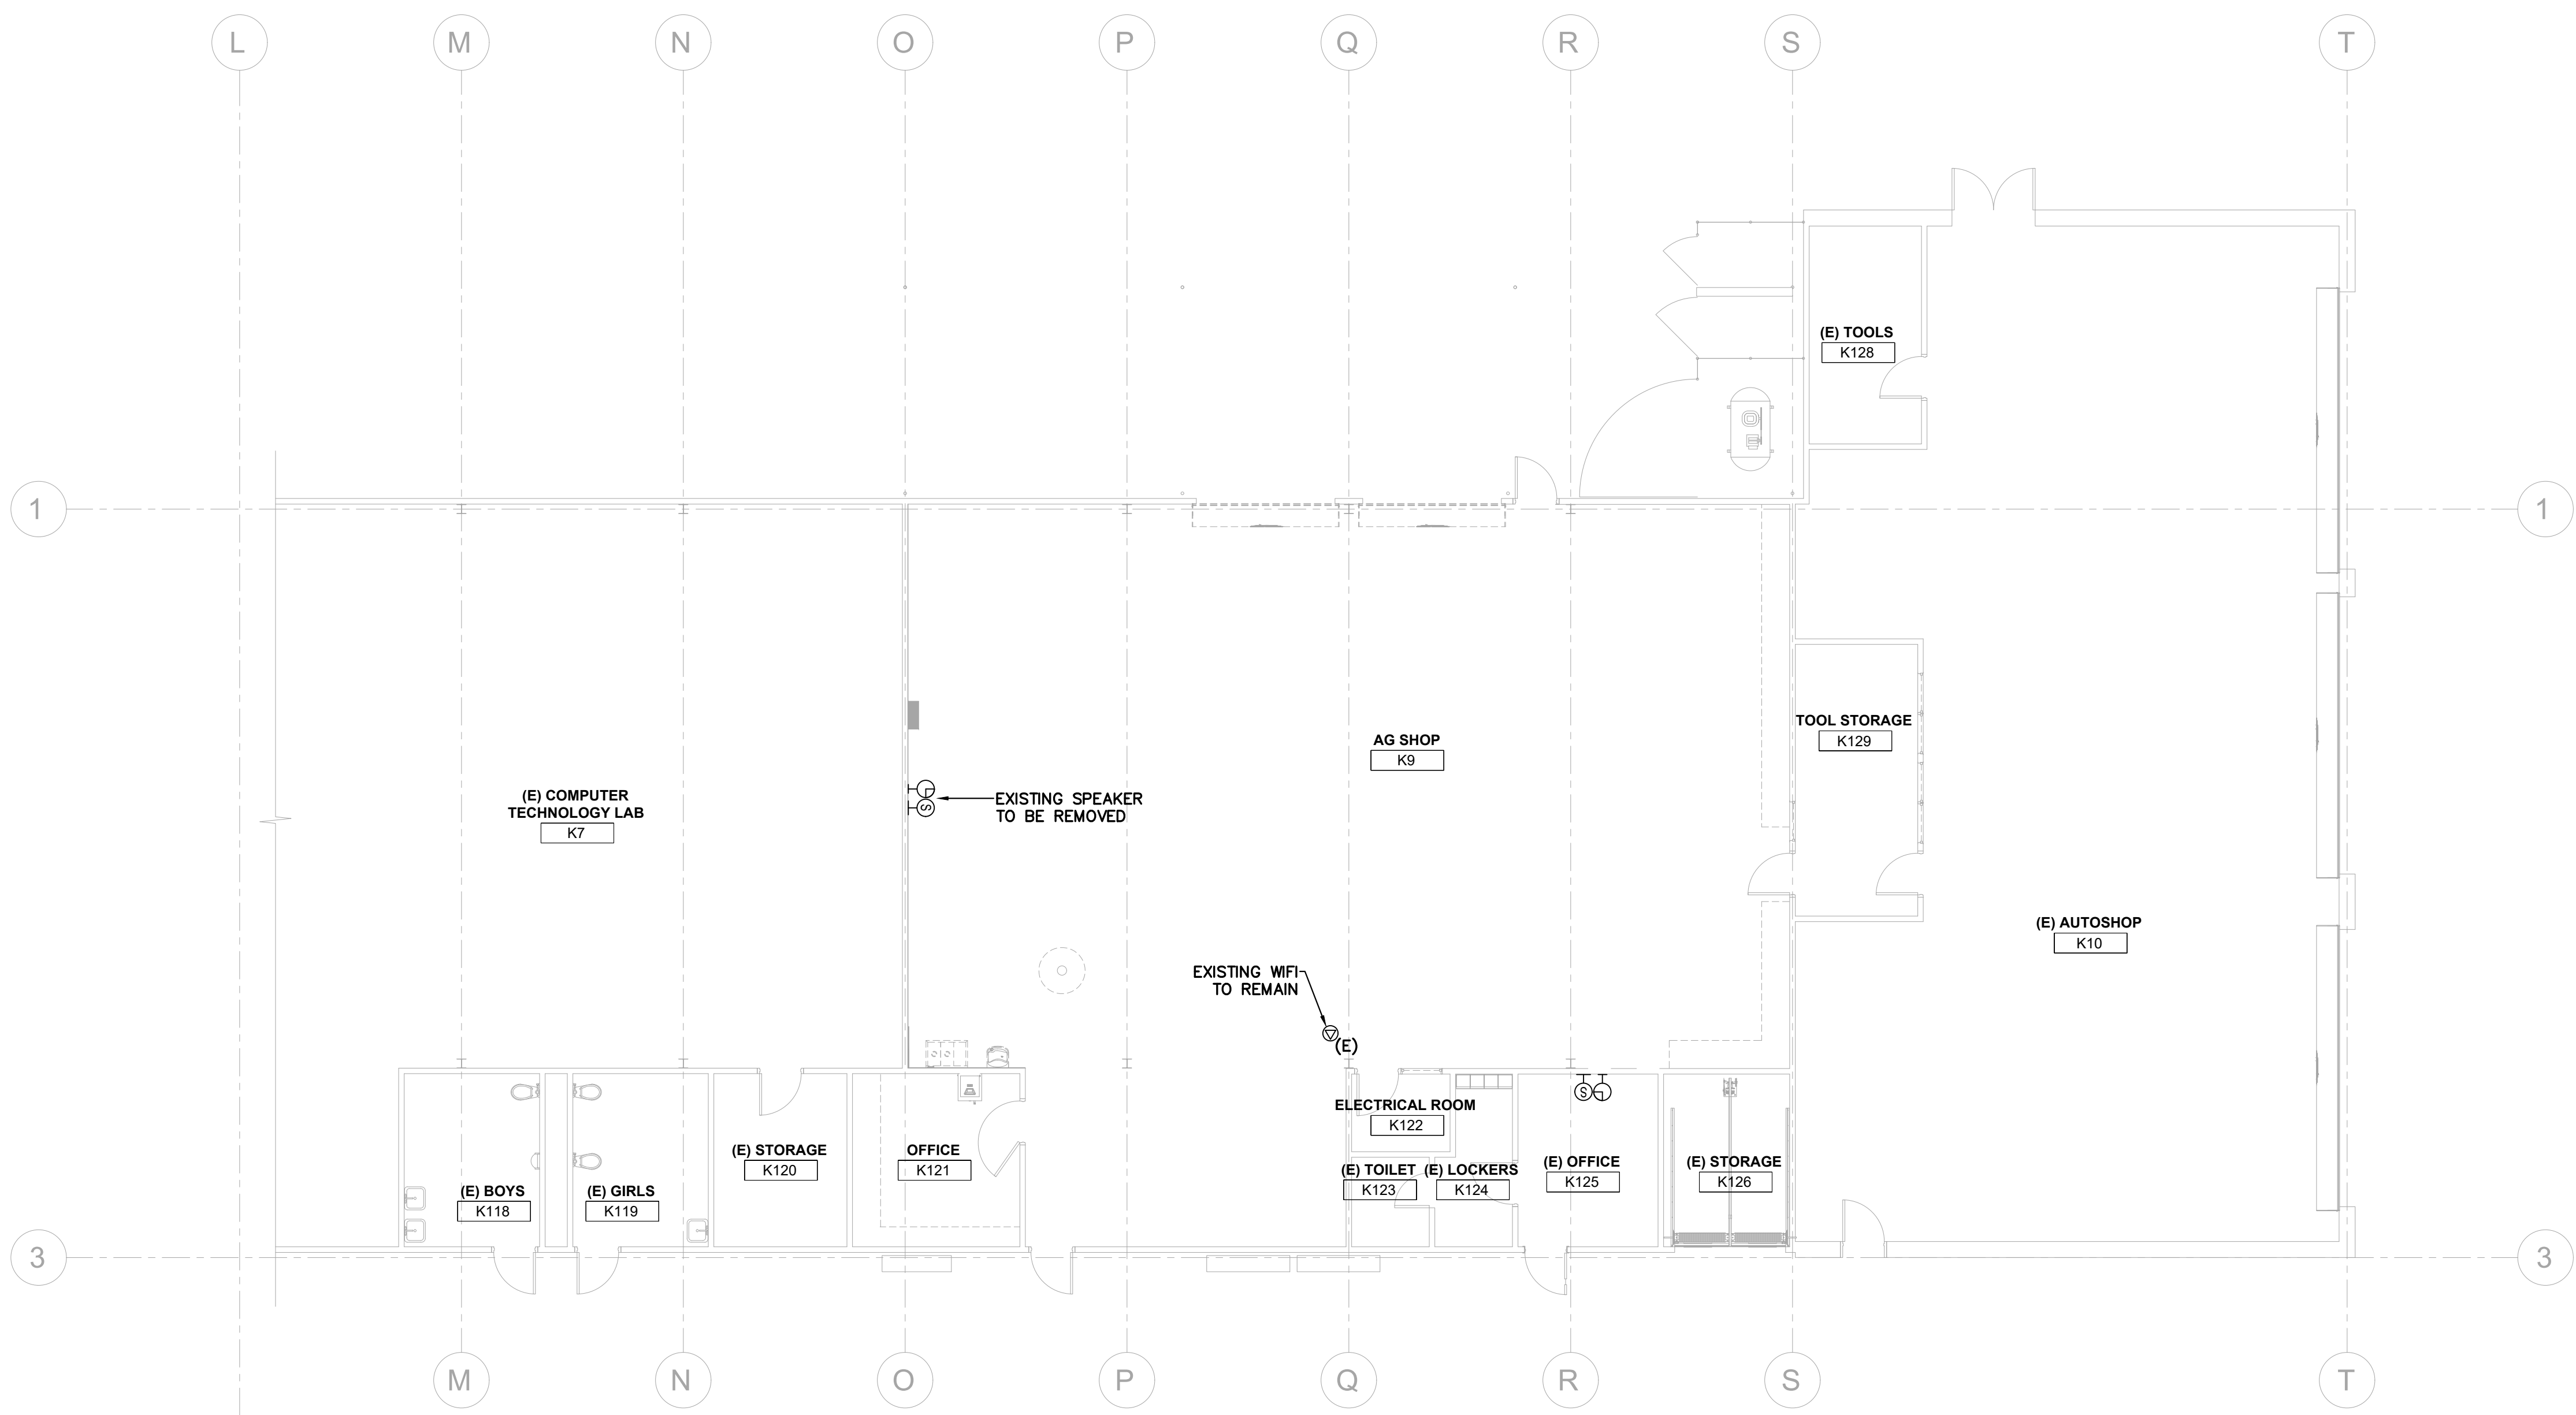 L M N O P Q R S T
(E) TOOLS
K128
1 1
TOOL STORAGE
K129
AG SHOP
K9
(E) COMPUTER
TECHNOLOGY LAB
K7
S
EXISTING SPEAKER
TO BE REMOVED
(E) AUTOSHOP
K10
EXISTING WIFI
TO REMAIN
(E)
S
ELECTRICAL ROOM
K122
(E) STORAGE
K120
OFFICE
K121
(E) TOILET
K123
(E) LOCKERS
K124
(E) OFFICE
K125
(E) STORAGE
K126
(E) BOYS
K118
(E) GIRLS
K119
3 3
M N O P Q R S T